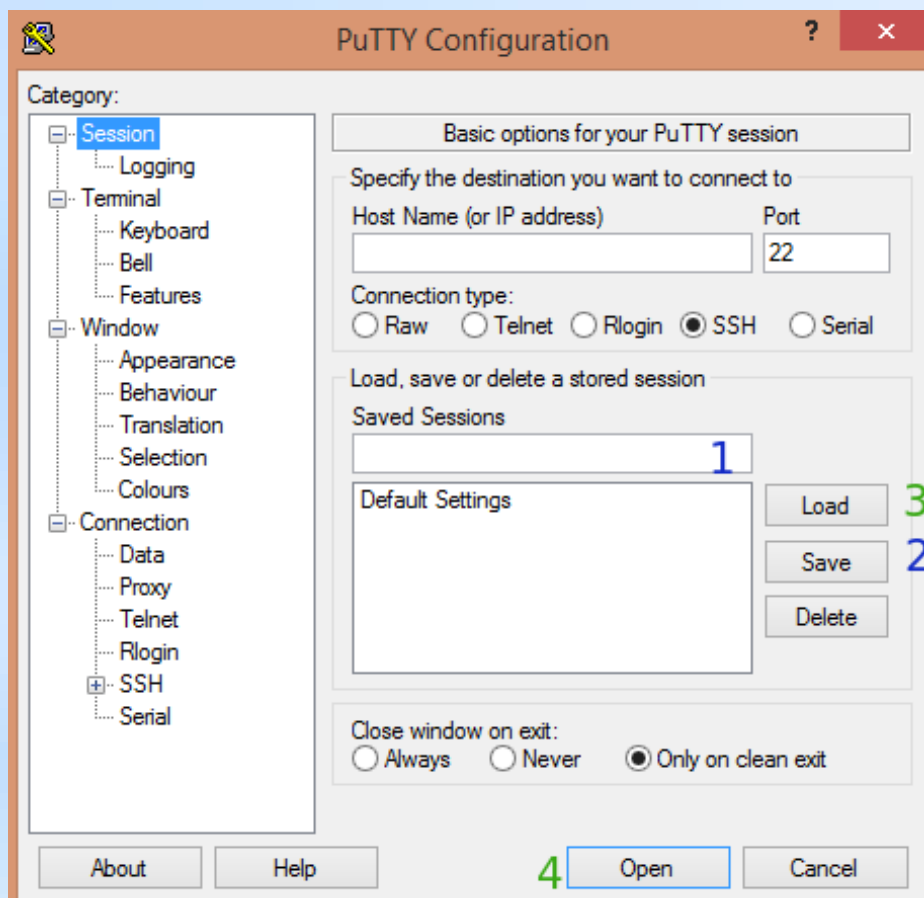 PuTTY Configuration
?
Category:
Session
Logging
Terminal
Keyboard
Bell
Features
Window
Appearance
Behaviour
Translation
Selection
Colours
Connection
Data
Proxy
Telnet
Rlogin
SSH
Serial
Basic options for your PuTTY session
Specify the destination you want to connect to
Host Name (or IP address) Port
22
Connection type:
Raw Telnet Rlogin SSH Serial
Load, save or delete a stored session
Saved Sessions
1
Default Settings
Load 3
Save 2
Delete
Close window on exit:
Always Never Only on clean exit
About Help 4 Open Cancel